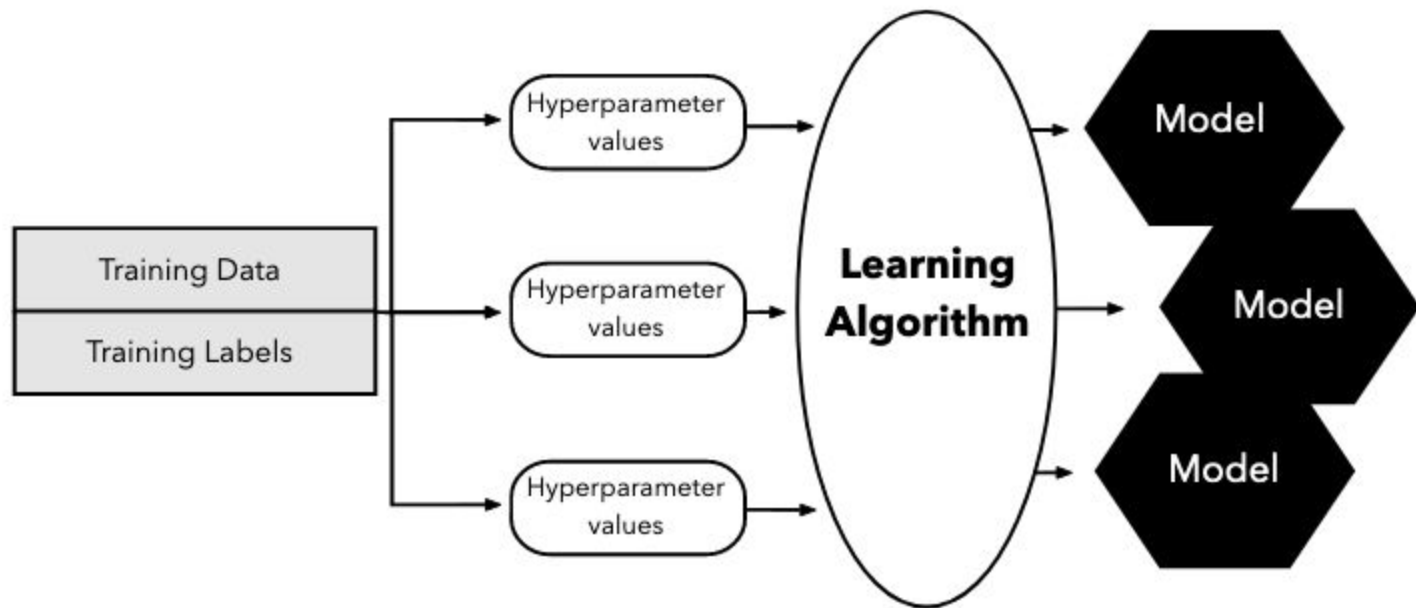 Training Data
Training Labels
Hyperparameter
values
Hyperparameter
values
Hyperparameter
values
Learning
Algorithm
Model
Model
Model